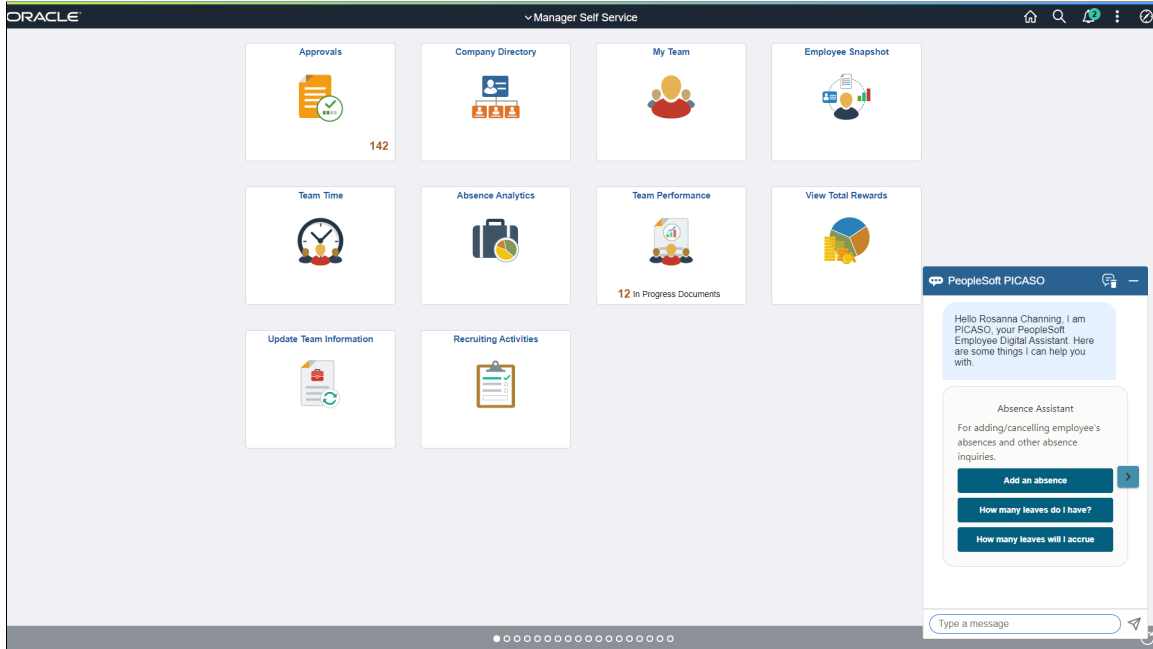 ORACLE
Manager Self Service
2
Approvals
142
Company Directory
My Team
Employee Snapshot
Team Time
Absence Analytics
Team Performance
12 In Progress Documents
View Total Rewards
Update Team Information
Recruiting Activities
PeopleSoft PICASO
Hello Rosanna Channing, I am
PICASO, your PeopleSoft
Employee Digital Assistant. Here
are some things I can help you
with.
Absence Assistant
For adding/cancelling employee's
absences and other absence
inquiries.
Add an absence
How many leaves do I have?
How many leaves will I accrue
Type a message